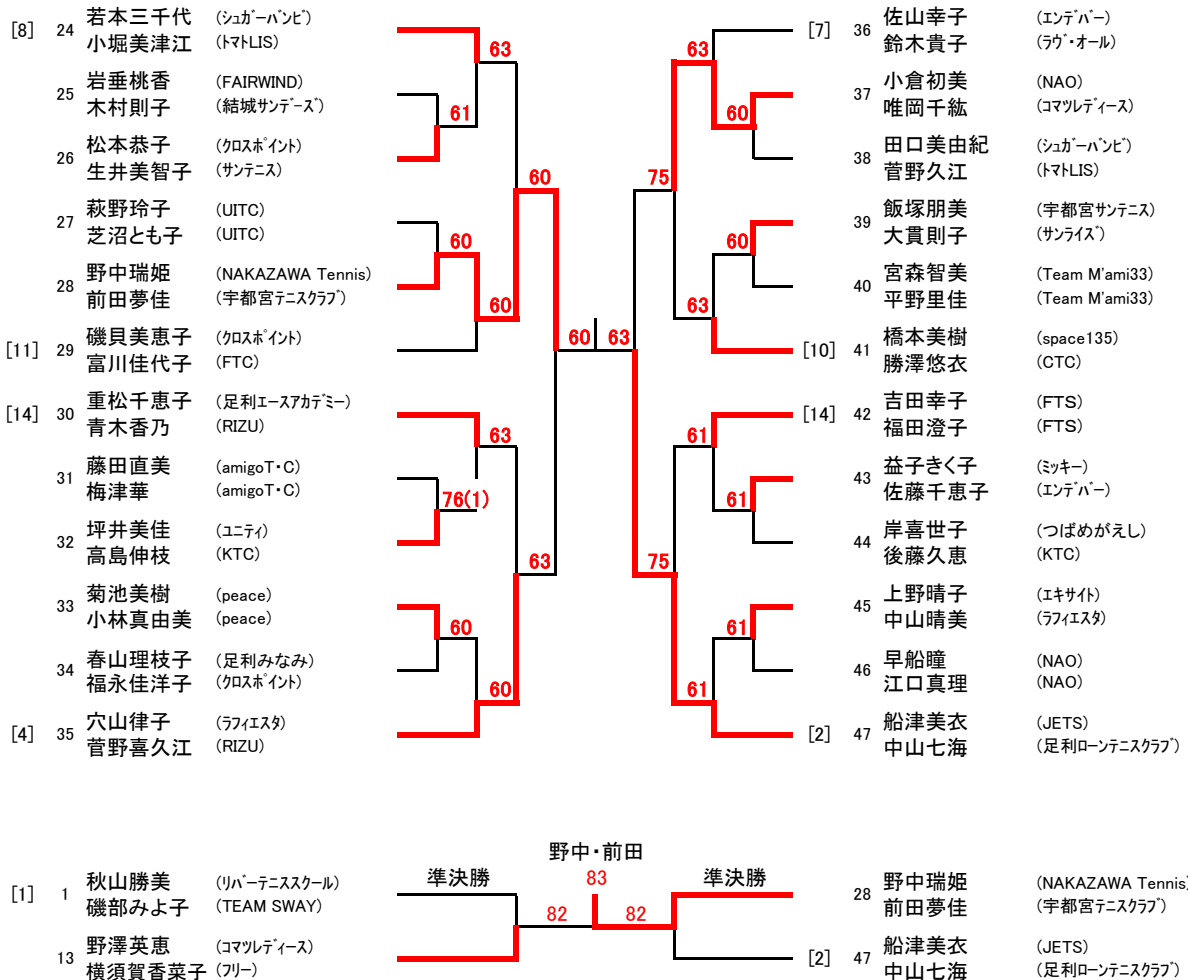 [8] 24 若本三千代 (シュガーバンビ)
小堀美津江 (トマトLIS)
63
25 岩垂桃香 (FAIRWIND)
木村則子 (結城サンデーズ)
61
26 松本恭子 (クロスポイント)
生井美智子 (サンテニス)
60
27 萩野玲子 (UITC)
芝沼とも子 (UITC)
60
28 野中瑞姫 (NAKAZAWA Tennis)
前田夢佳 (宇都宮テニスクラブ)
60
[11] 29 磯貝美恵子 (クロスポイント)
富川佳代子 (FTC)
60 63
[14] 30 重松千恵子 (足利エースアカデミー)
青木香乃 (RIZU)
63
31 藤田直美 (amigoT・C)
梅津華 (amigoT・C)
76(1)
32 坪井美佳 (ユニティ)
高島伸枝 (KTC)
63
33 菊池美樹 (peace)
小林真由美 (peace)
60
34 春山理枝子 (足利みなみ)
福永佳洋子 (クロスポイント)
60
[4] 35 穴山律子 (ラフィエスタ)
菅野喜久江 (RIZU)
[7] 36 佐山幸子 (エンデバー)
鈴木貴子 (ラヴ・オール)
63
37 小倉初美 (NAO)
唯岡千紘 (コマツレディース)
60
38 田口美由紀 (シュガーバンビ)
菅野久江 (トマトLIS)
75
39 飯塚朋美 (宇都宮サンテニス)
大貫則子 (サンライズ)
60
40 宮森智美 (Team M'ami33)
平野里佳 (Team M'ami33)
63
[10] 41 橋本美樹 (space135)
勝澤悠衣 (CTC)
[14] 42 吉田幸子 (FTS)
福田澄子 (FTS)
61
43 益子きく子 (ミッキー)
佐藤千恵子 (エンデバー)
61
44 岸喜世子 (つばめがえし)
後藤久恵 (KTC)
75
45 上野晴子 (エキサイト)
中山晴美 (ラフィエスタ)
61
46 早船瞳 (NAO)
江口真理 (NAO)
61
[2] 47 船津美衣 (JETS)
中山七海 (足利ローンテニスクラブ)
野中・前田
[1] 1 秋山勝美 (リバーテニススクール)
磯部みよ子 (TEAM SWAY)
準決勝 83 準決勝
82 82
13 野澤英恵 (コマツレディース)
横須賀香菜子 (フリー)
28 野中瑞姫 (NAKAZAWA Tennis)
前田夢佳 (宇都宮テニスクラブ)
[2] 47 船津美衣 (JETS)
中山七海 (足利ローンテニスクラブ)